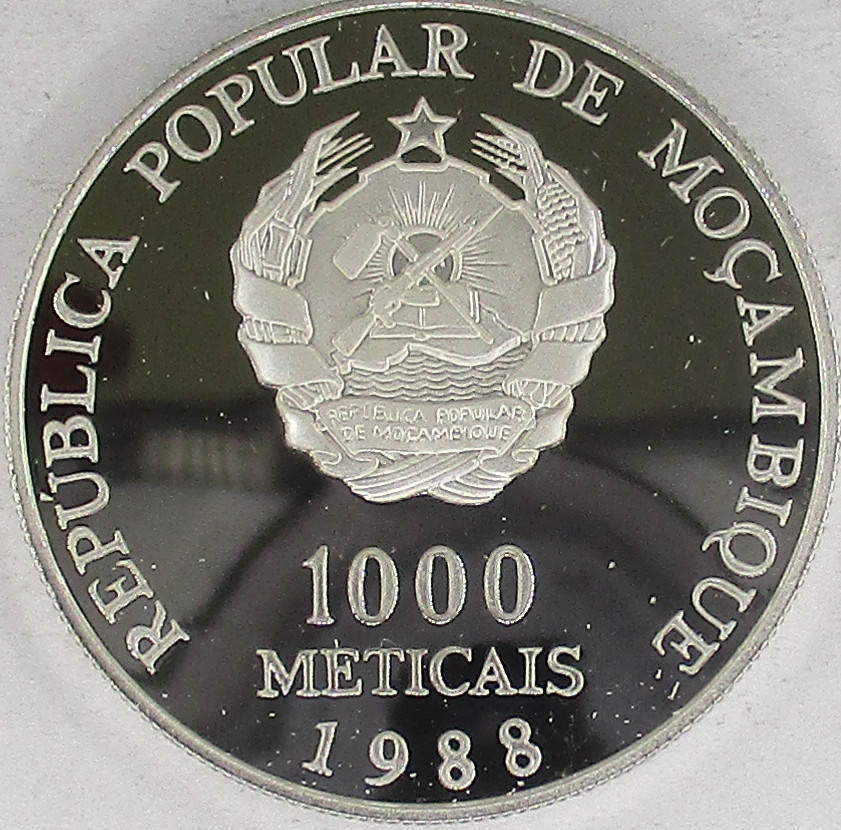 REPÚBLICA POPULAR DE MOÇAMBIQUE
REPÚBLICA POPULAR
DE MOÇAMBIQUE
1000
METICAIS
1988